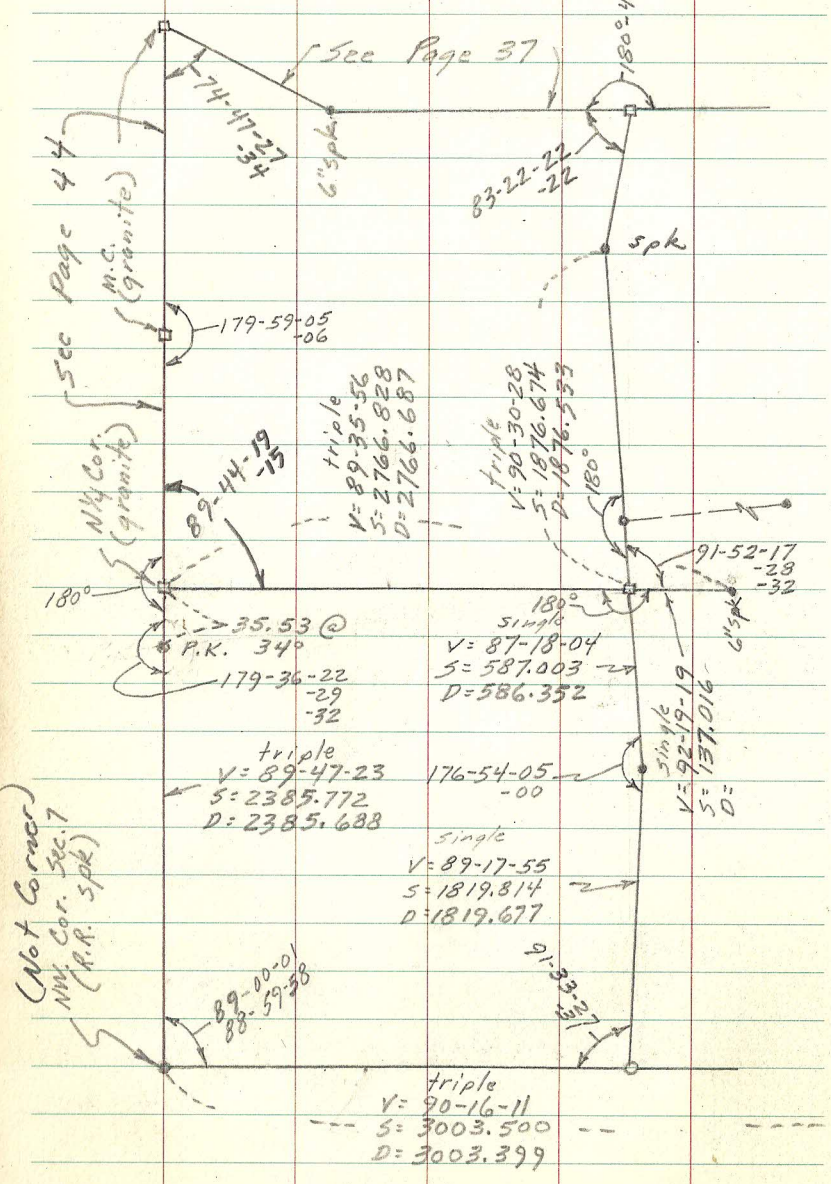 See Page 37
180°-4
74-47-27
-34
6"spk
83-22-22
-22
spk
See Page 44
M.C.
(granite)
179-59-05
-06
N1/4 Cor.
(granite)
89-44-19
-15
triple
V=89-35-56
S=2766.828
D=2766.687
triple
V=90-30-28
S=1876.674
D=1876.533
180°
91-52-17
-28
-32
6"spk
180°
35.53 @
P.K. 34°
179-36-22
-29
-32
180°
single
V=87-18-04
S=587.003
D=586.352
single
V=92-19-19
S=137.016
D=
triple
V=89-47-23
S=2385.772
D=2385.688
176-54-05
-00
single
V=89-17-55
S=1819.814
D=1819.677
(Not Corner)
NW. Cor. Sec.7
(R.R. spk)
89-00-01
88-59-58
91-33-27
-31
triple
V= 90-16-11
S= 3003.500
D= 3003.399